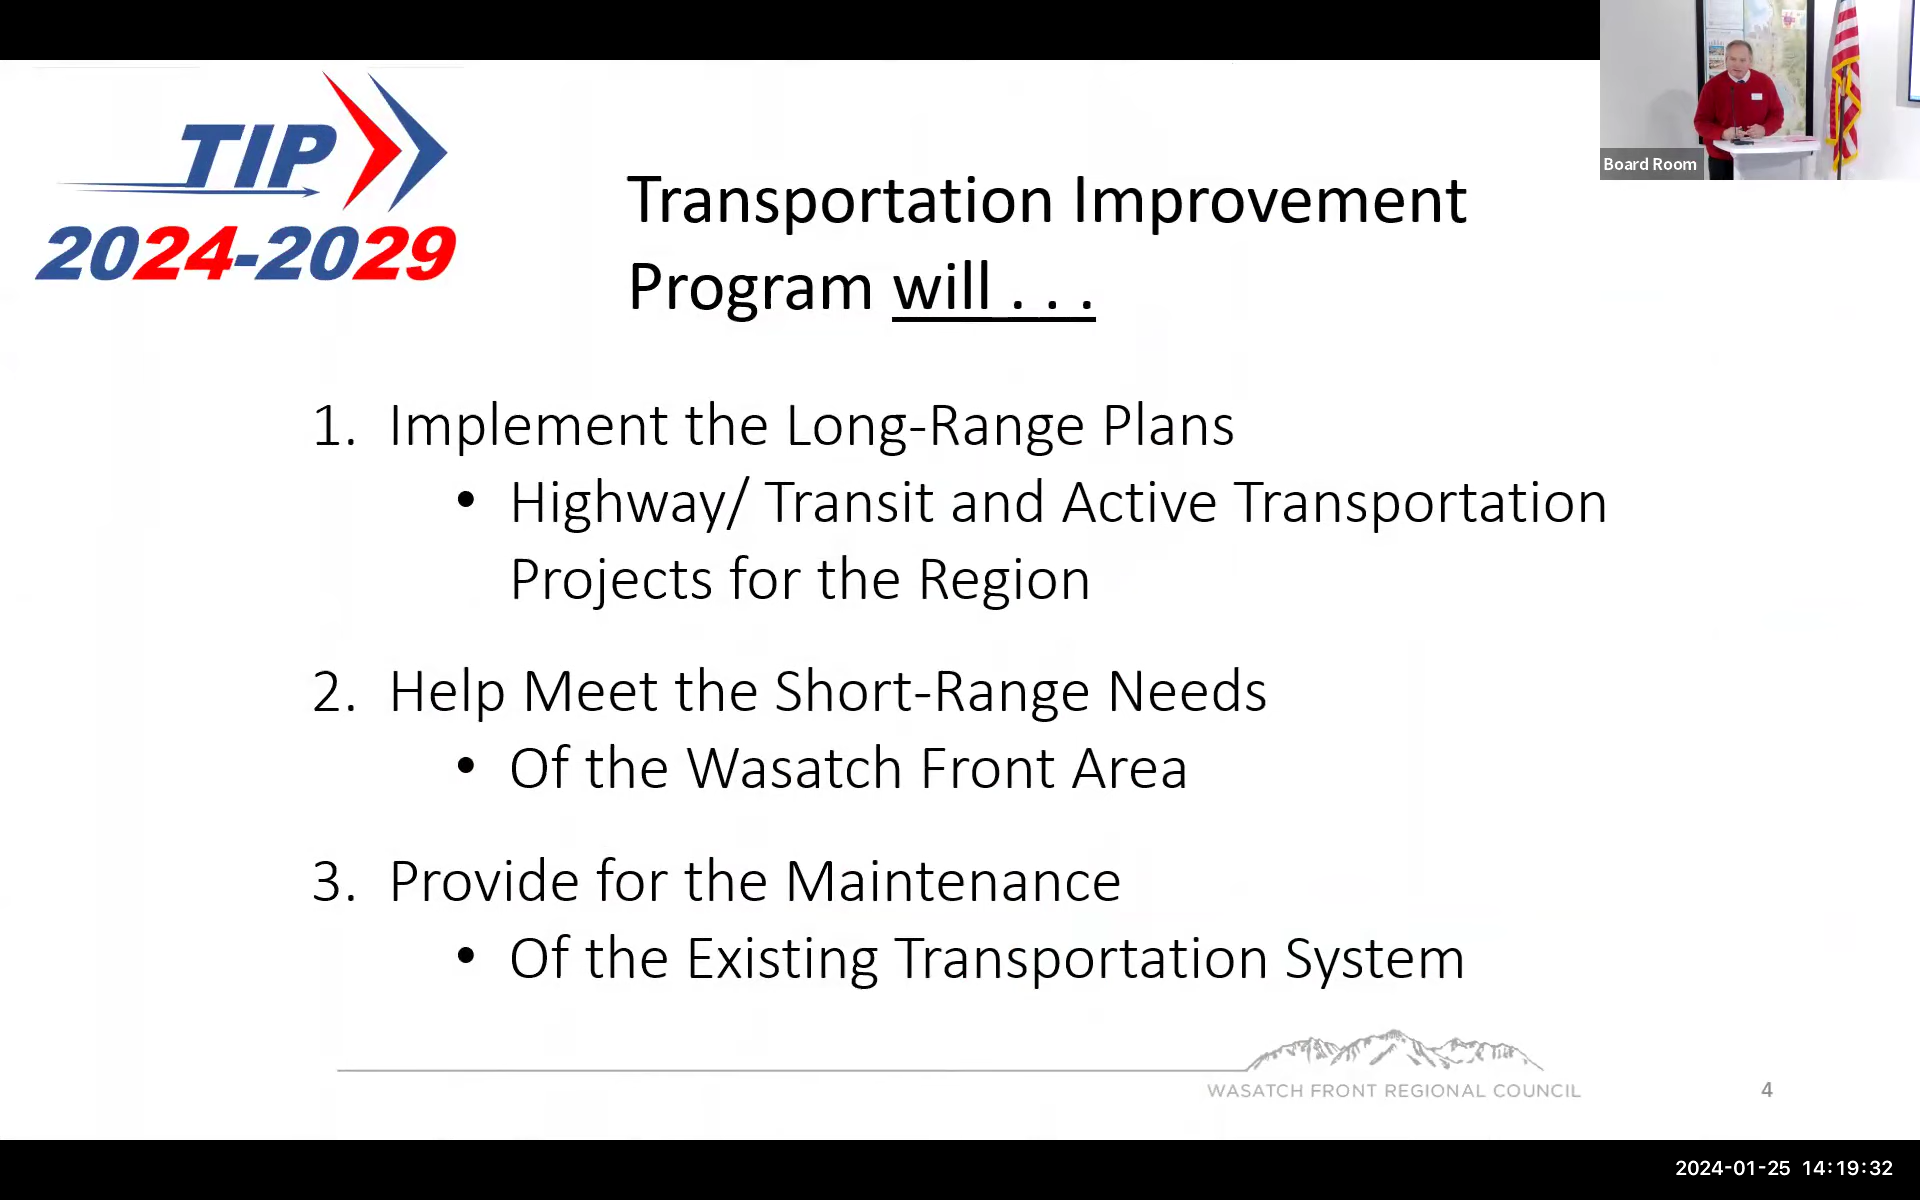 Board Room
TIP
2024-2029
Transportation Improvement
Program will . . .
1. Implement the Long-Range Plans
• Highway/ Transit and Active Transportation
Projects for the Region
2. Help Meet the Short-Range Needs
• Of the Wasatch Front Area
3. Provide for the Maintenance
• Of the Existing Transportation System
WASATCH FRONT REGIONAL COUNCIL
4
2024-01-25 14:19:32